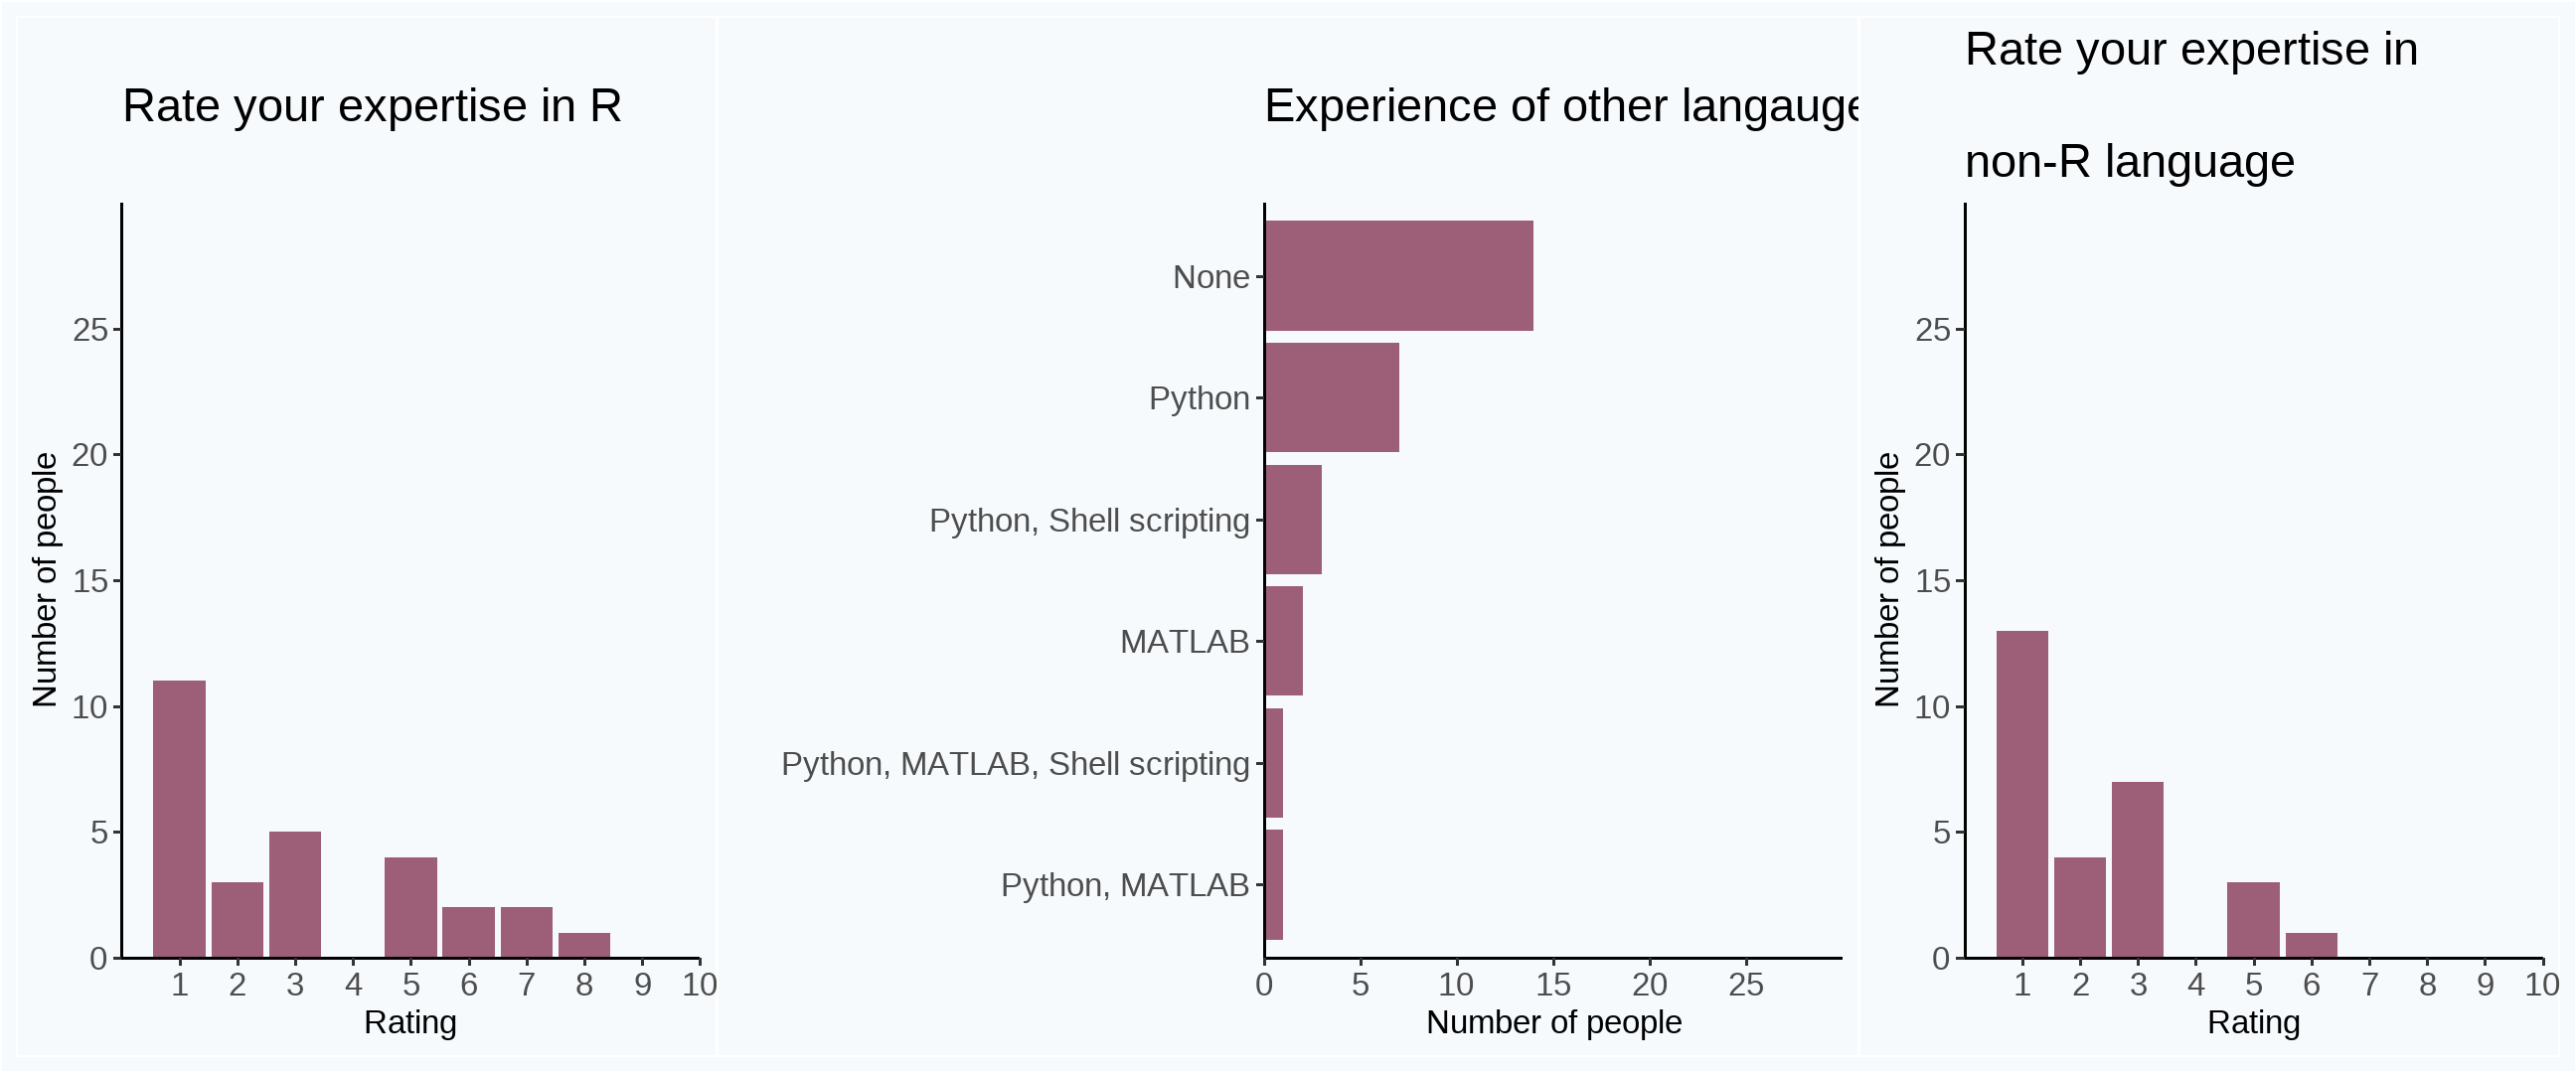 Rate your expertise in R
Number of people
25
20
15
10
5
0
1 2 3 4 5 6 7 8 9 10
Rating
Experience of other langauge
None
Python
Python, Shell scripting
MATLAB
Python, MATLAB, Shell scripting
Python, MATLAB
0 5 10 15 20 25
Number of people
Rate your expertise in
non-R language
Number of people
25
20
15
10
5
0
1 2 3 4 5 6 7 8 9 10
Rating